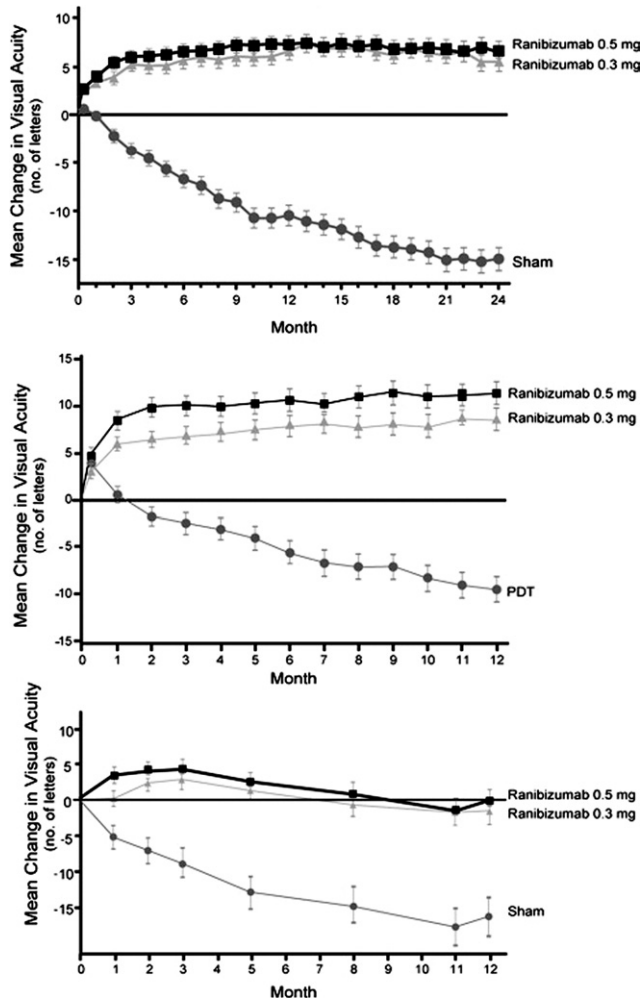 Mean Change in Visual Acuity
(no. of letters)
10
5
0
-5
-10
-15
0 3 6 9 12 15 18 21 24
Month
Ranibizumab 0.5 mg
Ranibizumab 0.3 mg
Sham
Mean Change in Visual Acuity
(no. of letters)
15
10
5
0
-5
-10
-15
0 1 2 3 4 5 6 7 8 9 10 11 12
Month
Ranibizumab 0.5 mg
Ranibizumab 0.3 mg
PDT
Mean Change in Visual Acuity
(no. of letters)
10
5
0
-5
-10
-15
0 1 2 3 4 5 6 7 8 9 10 11 12
Month
Ranibizumab 0.5 mg
Ranibizumab 0.3 mg
Sham